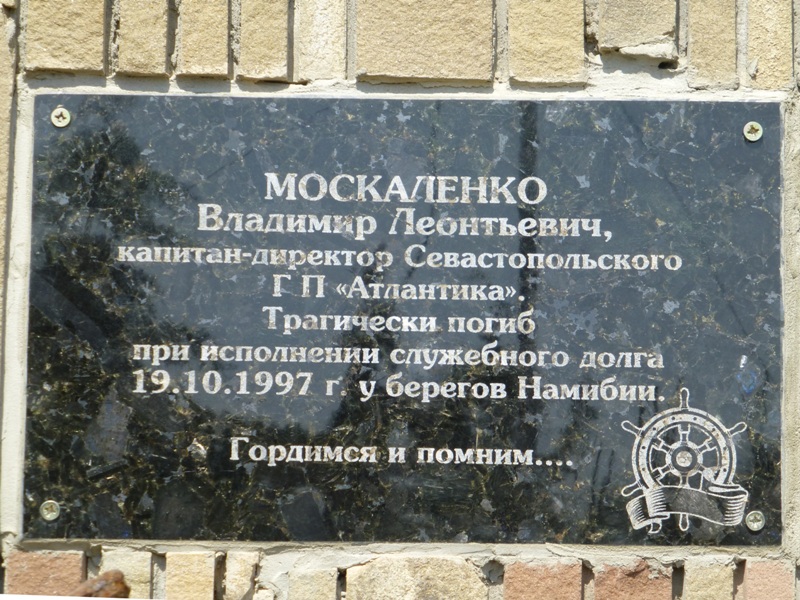 МОСКАЛЕНКО
Владимир Леонтьевич,
капитан-директор Севастопольского
Г П «Атлантика».
Трагически погиб
при исполнении служебного долга
19.10.1997 г. у берегов Намибии.
Гордимся и помним....